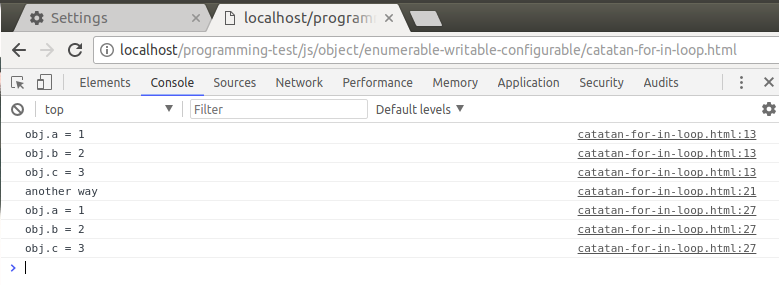 Settings
localhost/programm
localhost/programming-test/js/object/enumerable-writable-configurable/catatan-for-in-loop.html
Elements Console Sources Network Performance Memory Application Security Audits
top Filter Default levels
obj.a = 1 catatan-for-in-loop.html:13
obj.b = 2 catatan-for-in-loop.html:13
obj.c = 3 catatan-for-in-loop.html:13
another way catatan-for-in-loop.html:21
obj.a = 1 catatan-for-in-loop.html:27
obj.b = 2 catatan-for-in-loop.html:27
obj.c = 3 catatan-for-in-loop.html:27
>